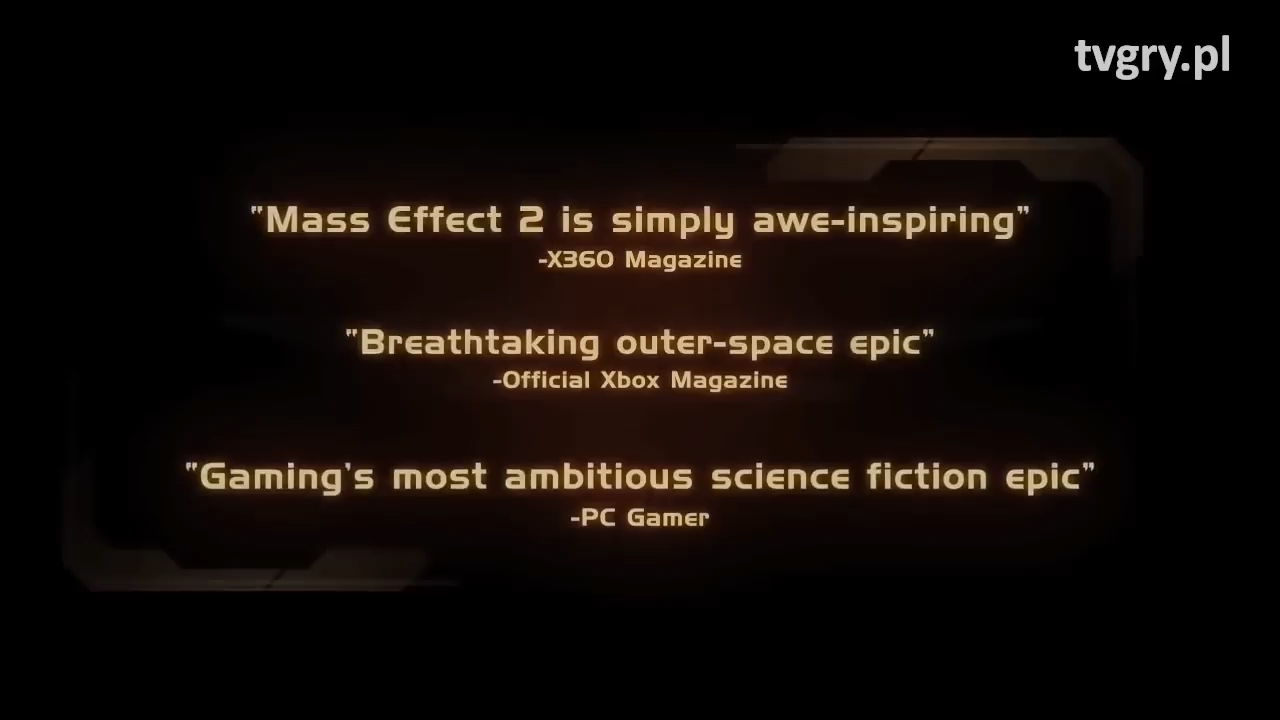 tvgry.pl
"Mass Effect 2 is simply awe-inspiring"
-X360 Magazine
"Breathtaking outer-space epic"
-Official Xbox Magazine
"Gaming's most ambitious science fiction epic"
-PC Gamer